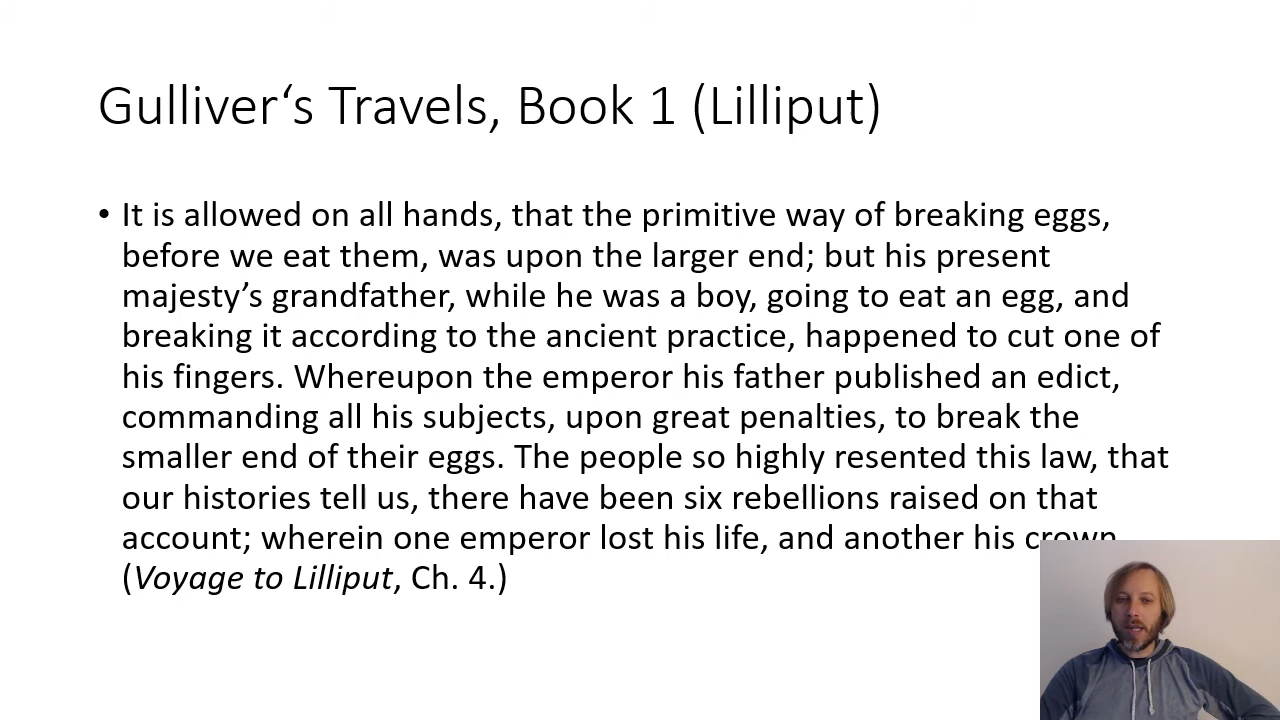 Gulliver‘s Travels, Book 1 (Lilliput)
• It is allowed on all hands, that the primitive way of breaking eggs,
before we eat them, was upon the larger end; but his present
majesty’s grandfather, while he was a boy, going to eat an egg, and
breaking it according to the ancient practice, happened to cut one of
his fingers. Whereupon the emperor his father published an edict,
commanding all his subjects, upon great penalties, to break the
smaller end of their eggs. The people so highly resented this law, that
our histories tell us, there have been six rebellions raised on that
account; wherein one emperor lost his life, and another his crown
(Voyage to Lilliput, Ch. 4.)